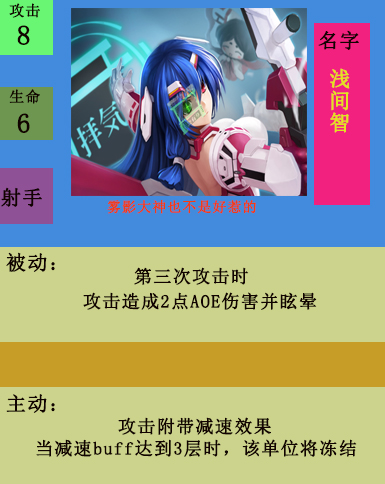 攻击
8
生命
6
射手
拝気
名字
浅间智
雾影大神也不是好惹的
被动：
第三次攻击时
攻击造成2点AOE伤害并眩晕
主动：
攻击附带减速效果
当减速buff达到3层时，该单位将冻结